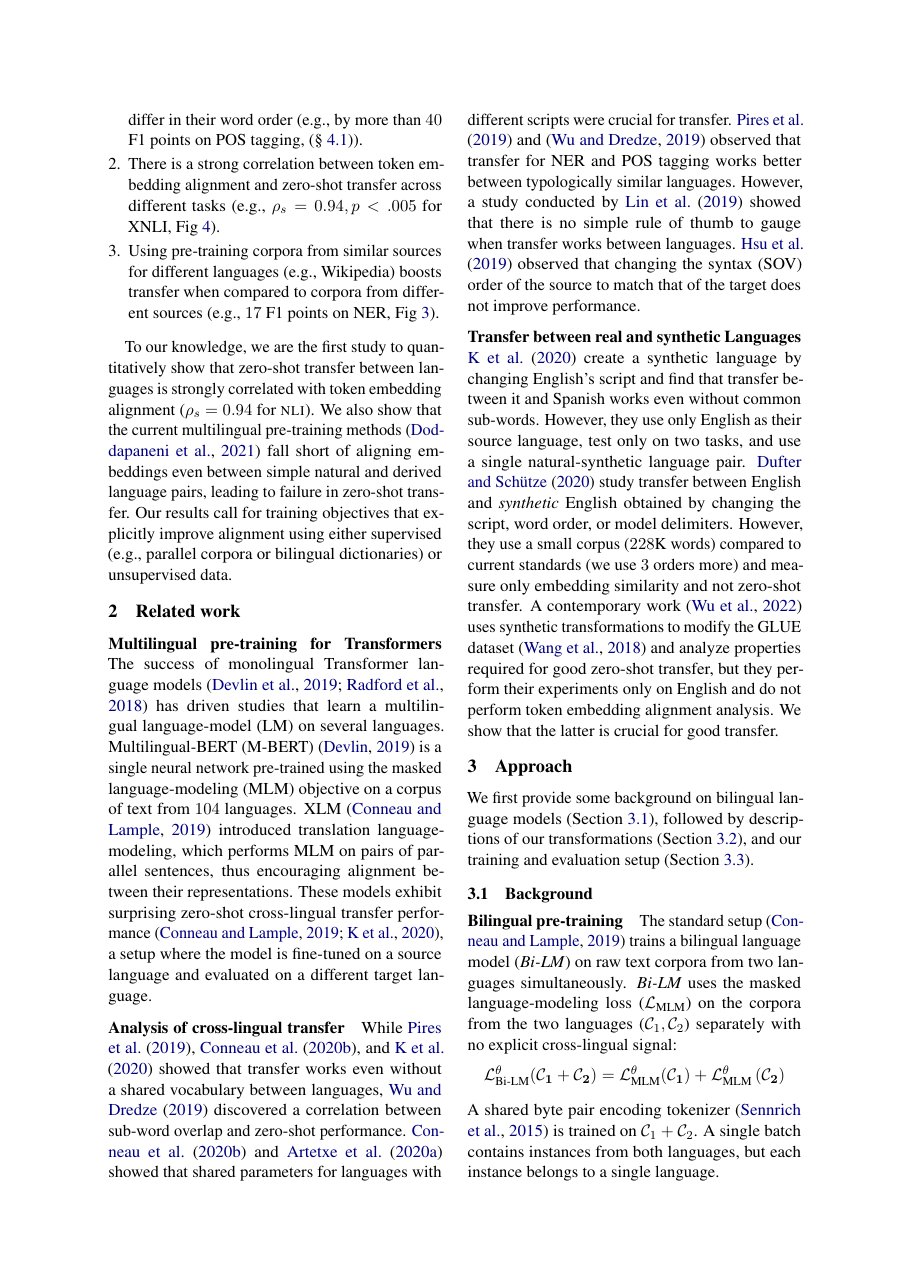 differ in their word order (e.g., by more than 40
F1 points on POS tagging, (§ 4.1)).
2. There is a strong correlation between token em-
bedding alignment and zero-shot transfer across
different tasks (e.g., ρs = 0.94, p < .005 for
XNLI, Fig 4).
3. Using pre-training corpora from similar sources
for different languages (e.g., Wikipedia) boosts
transfer when compared to corpora from differ-
ent sources (e.g., 17 F1 points on NER, Fig 3).
To our knowledge, we are the first study to quan-
titatively show that zero-shot transfer between lan-
guages is strongly correlated with token embedding
alignment (ρs = 0.94 for NLI). We also show that
the current multilingual pre-training methods (Dod-
dapaneni et al., 2021) fall short of aligning em-
beddings even between simple natural and derived
language pairs, leading to failure in zero-shot trans-
fer. Our results call for training objectives that ex-
plicitly improve alignment using either supervised
(e.g., parallel corpora or bilingual dictionaries) or
unsupervised data.
2 Related work
Multilingual pre-training for Transformers
The success of monolingual Transformer lan-
guage models (Devlin et al., 2019; Radford et al.,
2018) has driven studies that learn a multilin-
gual language-model (LM) on several languages.
Multilingual-BERT (M-BERT) (Devlin, 2019) is a
single neural network pre-trained using the masked
language-modeling (MLM) objective on a corpus
of text from 104 languages. XLM (Conneau and
Lample, 2019) introduced translation language-
modeling, which performs MLM on pairs of par-
allel sentences, thus encouraging alignment be-
tween their representations. These models exhibit
surprising zero-shot cross-lingual transfer perfor-
mance (Conneau and Lample, 2019; K et al., 2020),
a setup where the model is fine-tuned on a source
language and evaluated on a different target lan-
guage.
Analysis of cross-lingual transfer While Pires
et al. (2019), Conneau et al. (2020b), and K et al.
(2020) showed that transfer works even without
a shared vocabulary between languages, Wu and
Dredze (2019) discovered a correlation between
sub-word overlap and zero-shot performance. Con-
neau et al. (2020b) and Artetxe et al. (2020a)
showed that shared parameters for languages with
different scripts were crucial for transfer. Pires et al.
(2019) and (Wu and Dredze, 2019) observed that
transfer for NER and POS tagging works better
between typologically similar languages. However,
a study conducted by Lin et al. (2019) showed
that there is no simple rule of thumb to gauge
when transfer works between languages. Hsu et al.
(2019) observed that changing the syntax (SOV)
order of the source to match that of the target does
not improve performance.
Transfer between real and synthetic Languages
K et al. (2020) create a synthetic language by
changing English's script and find that transfer be-
tween it and Spanish works even without common
sub-words. However, they use only English as their
source language, test only on two tasks, and use
a single natural-synthetic language pair. Dufter
and Schütze (2020) study transfer between English
and synthetic English obtained by changing the
script, word order, or model delimiters. However,
they use a small corpus (228K words) compared to
current standards (we use 3 orders more) and mea-
sure only embedding similarity and not zero-shot
transfer. A contemporary work (Wu et al., 2022)
uses synthetic transformations to modify the GLUE
dataset (Wang et al., 2018) and analyze properties
required for good zero-shot transfer, but they per-
form their experiments only on English and do not
perform token embedding alignment analysis. We
show that the latter is crucial for good transfer.
3 Approach
We first provide some background on bilingual lan-
guage models (Section 3.1), followed by descrip-
tions of our transformations (Section 3.2), and our
training and evaluation setup (Section 3.3).
3.1 Background
Bilingual pre-training The standard setup (Con-
neau and Lample, 2019) trains a bilingual language
model (Bi-LM) on raw text corpora from two lan-
guages simultaneously. Bi-LM uses the masked
language-modeling loss (ℒMLM) on the corpora
from the two languages (𝒞1, 𝒞2) separately with
no explicit cross-lingual signal:
ℒθBi-LM(𝒞1 + 𝒞2) = ℒθMLM(𝒞1) + ℒθMLM (𝒞2)
A shared byte pair encoding tokenizer (Sennrich
et al., 2015) is trained on 𝒞1 + 𝒞2. A single batch
contains instances from both languages, but each
instance belongs to a single language.